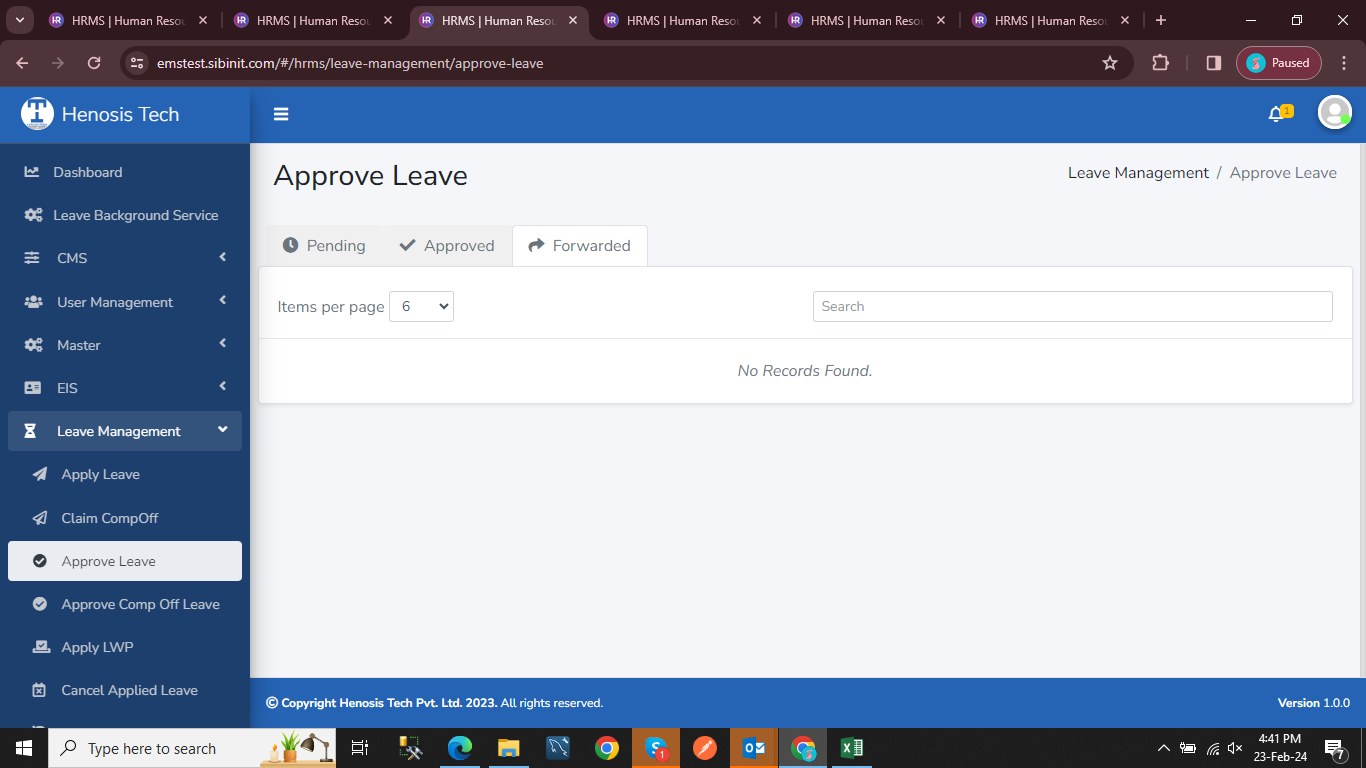 HRMS | Human Resou
HRMS | Human Resou
HRMS | Human Resou
HRMS | Human Resou
HRMS | Human Resou
HRMS | Human Resou
emstest.sibinit.com/#/hrms/leave-management/approve-leave
Paused
Henosis Tech
1
Dashboard
Leave Background Service
CMS
User Management
Master
EIS
Leave Management
Apply Leave
Claim CompOff
Approve Leave
Approve Comp Off Leave
Apply LWP
Cancel Applied Leave
Approve Leave
Leave Management / Approve Leave
Pending
Approved
Forwarded
Items per page 6
Search
No Records Found.
© Copyright Henosis Tech Pvt. Ltd. 2023. All rights reserved.
Version 1.0.0
Type here to search
4:41 PM
23-Feb-24
7